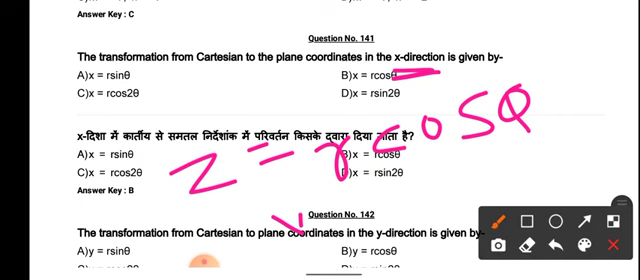 Answer Key: C
Question No. 141
The transformation from Cartesian to the plane coordinates in the x-direction is given by-
A)x = rsinθ B)x = rcosθ
C)x = rcos2θ D)x = rsin2θ
x-दिशा में कार्तीय से समतल निर्देशांक में परिवर्तन किसके द्वारा दिया जाता है?
A)x = rsinθ B)x = rcosθ
C)x = rcos2θ D)x = rsin2θ
Answer Key: B
Question No. 142
The transformation from Cartesian to plane coordinates in the y-direction is given by-
A)y = rsinθ B)y = rcosθ